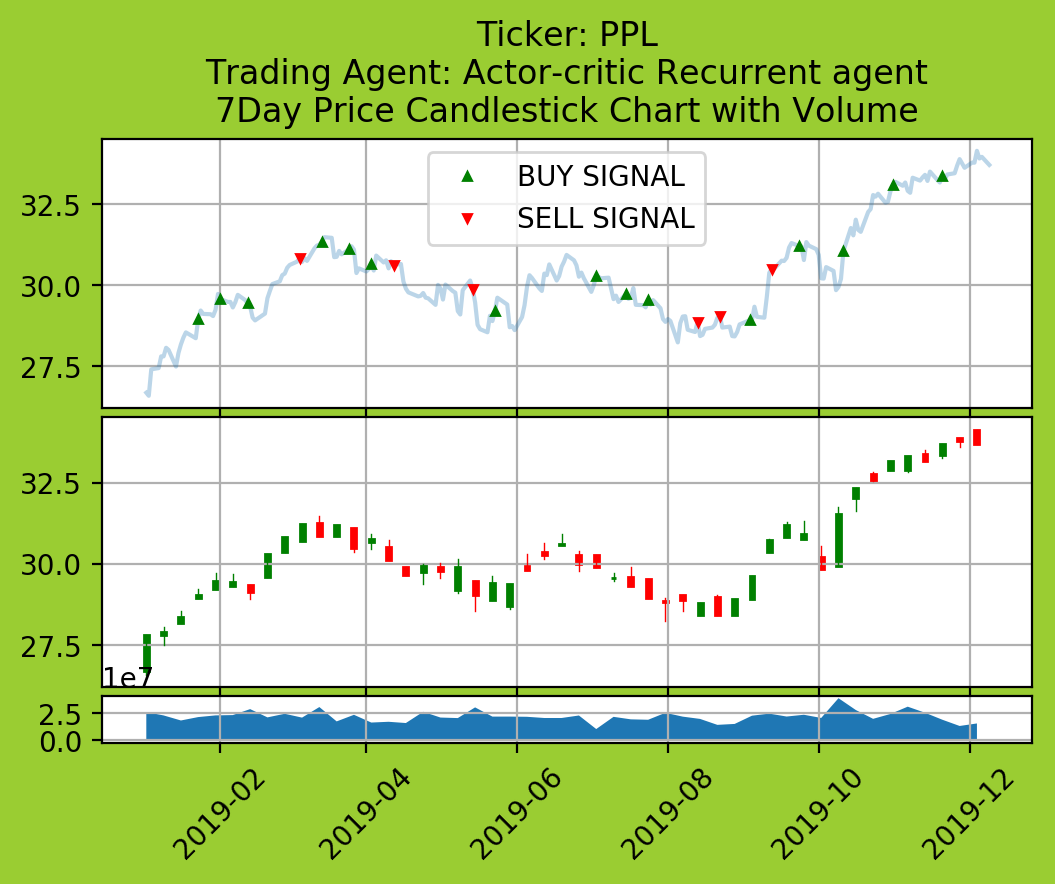 Ticker: PPL
Trading Agent: Actor-critic Recurrent agent
7Day Price Candlestick Chart with Volume
BUY SIGNAL
SELL SIGNAL
32.5
30.0
27.5
32.5
30.0
27.5
1e7
2.5
0.0
2019-02
2019-04
2019-06
2019-08
2019-10
2019-12